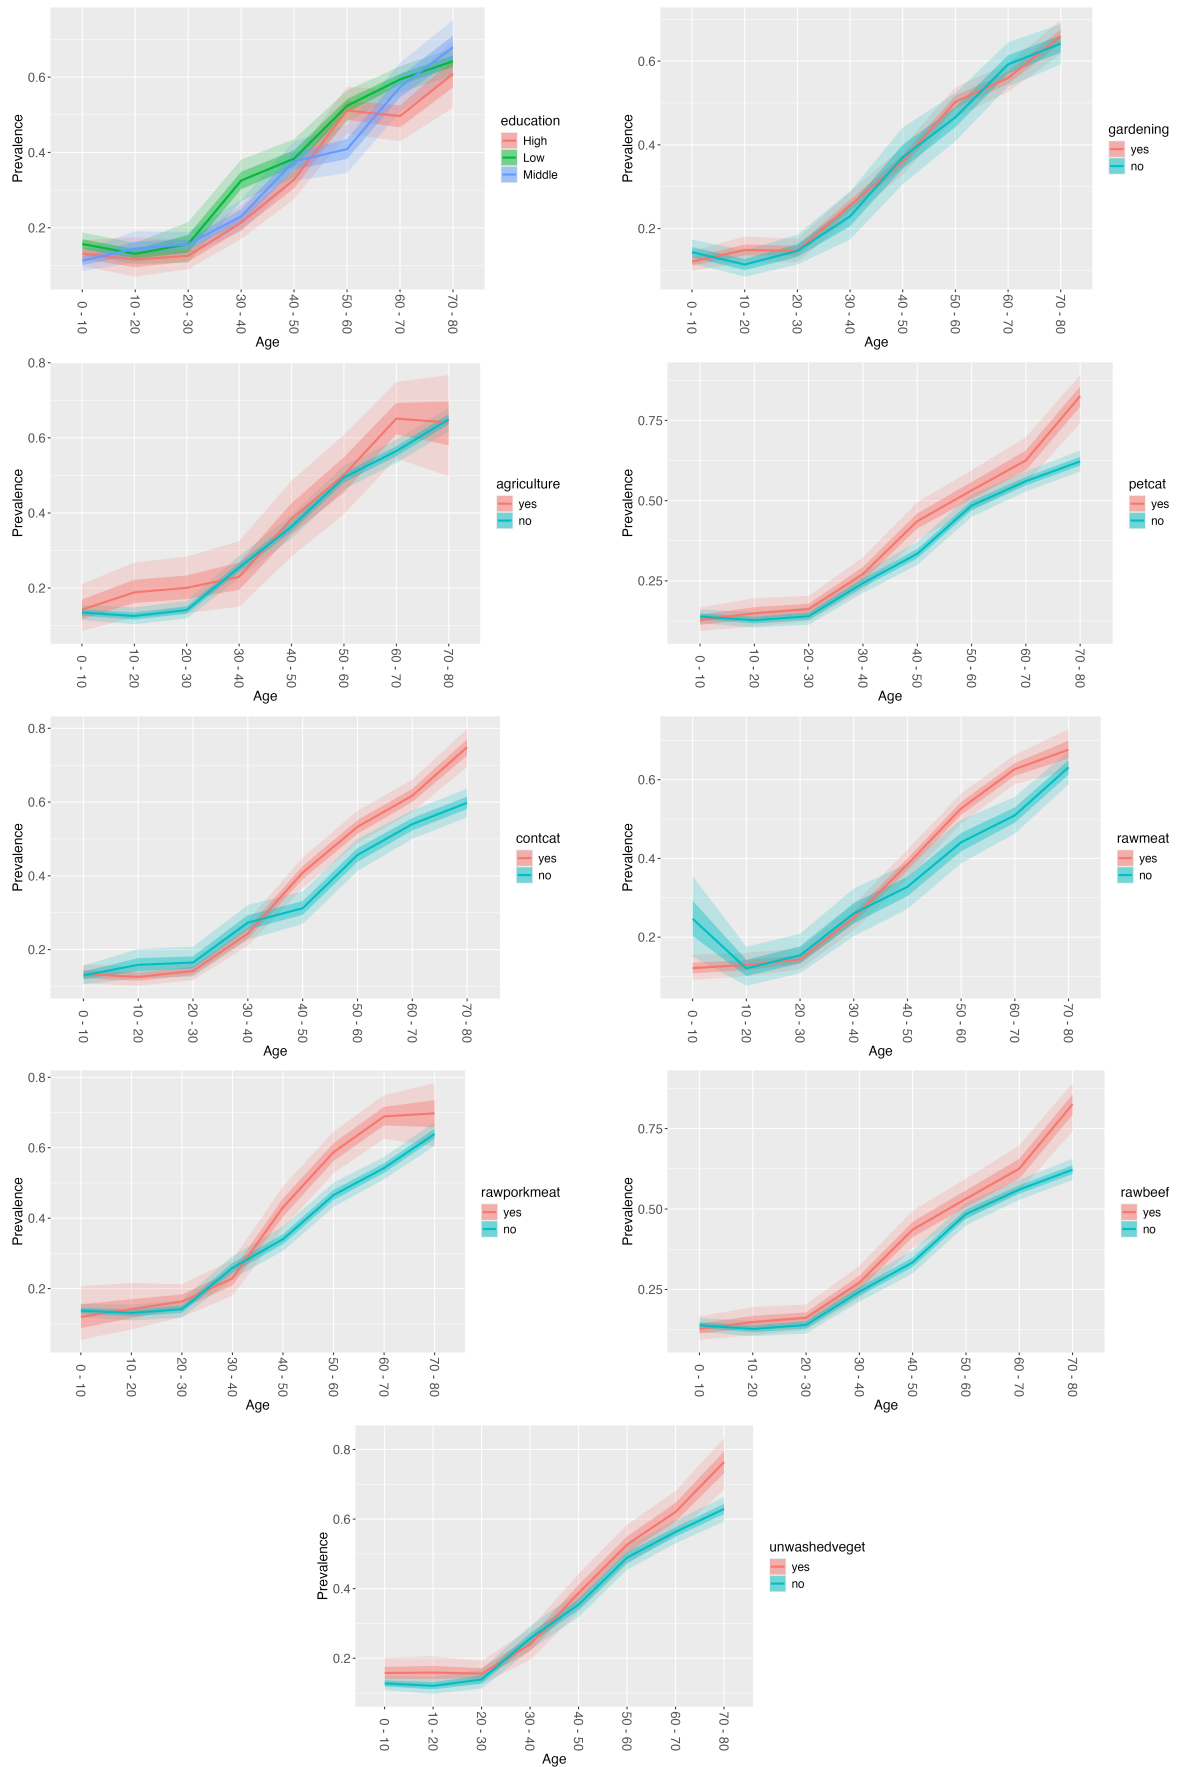 Prevalence
0.6
0.4
0.2
0 - 10
10 - 20
20 - 30
30 - 40
40 - 50
50 - 60
60 - 70
70 - 80
Age
education
High
Low
Middle
Prevalence
0.6
0.4
0.2
0 - 10
10 - 20
20 - 30
30 - 40
40 - 50
50 - 60
60 - 70
70 - 80
Age
gardening
yes
no
Prevalence
0.8
0.6
0.4
0.2
0 - 10
10 - 20
20 - 30
30 - 40
40 - 50
50 - 60
60 - 70
70 - 80
Age
agriculture
yes
no
Prevalence
0.75
0.50
0.25
0 - 10
10 - 20
20 - 30
30 - 40
40 - 50
50 - 60
60 - 70
70 - 80
Age
petcat
yes
no
Prevalence
0.8
0.6
0.4
0.2
0 - 10
10 - 20
20 - 30
30 - 40
40 - 50
50 - 60
60 - 70
70 - 80
Age
contcat
yes
no
Prevalence
0.6
0.4
0.2
0 - 10
10 - 20
20 - 30
30 - 40
40 - 50
50 - 60
60 - 70
70 - 80
Age
rawmeat
yes
no
Prevalence
0.8
0.6
0.4
0.2
0 - 10
10 - 20
20 - 30
30 - 40
40 - 50
50 - 60
60 - 70
70 - 80
Age
rawporkmeat
yes
no
Prevalence
0.75
0.50
0.25
0 - 10
10 - 20
20 - 30
30 - 40
40 - 50
50 - 60
60 - 70
70 - 80
Age
rawbeef
yes
no
Prevalence
0.8
0.6
0.4
0.2
0 - 10
10 - 20
20 - 30
30 - 40
40 - 50
50 - 60
60 - 70
70 - 80
Age
unwashedveget
yes
no